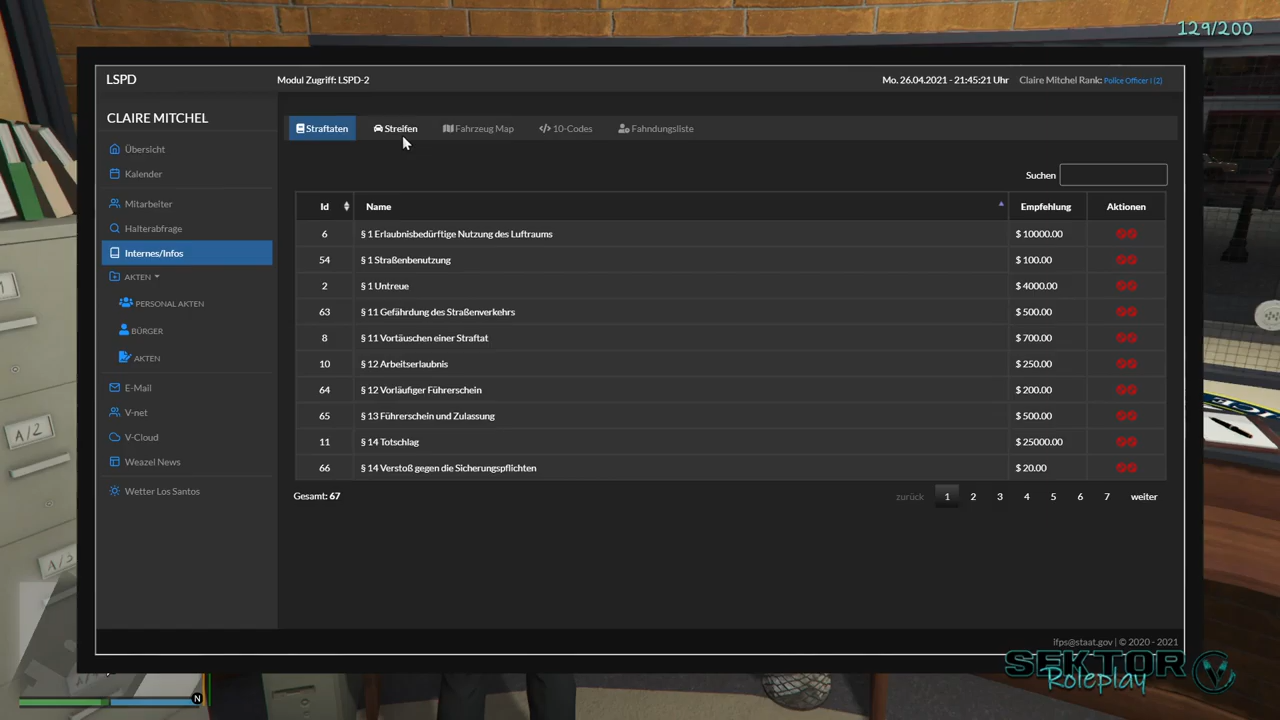 129/200
LSPD
Modul Zugriff: LSPD-2
Mo. 26.04.2021 - 21:45:21 Uhr
Claire Mitchel Rank: Police Officer I (2)
CLAIRE MITCHEL
Übersicht
Kalender
Mitarbeiter
Halterabfrage
Internes/Infos
AKTEN
PERSONAL AKTEN
BÜRGER
AKTEN
E-Mail
V-net
V-Cloud
Weazel News
Wetter Los Santos
Straftaten Streifen Fahrzeug Map 10-Codes Fahndungsliste
Suchen
Id Name Empfehlung Aktionen
6 § 1 Erlaubnisbedürftige Nutzung des Luftraums $ 10000.00
54 § 1 Straßenbenutzung $ 100.00
2 § 1 Untreue $ 4000.00
63 § 11 Gefährdung des Straßenverkehrs $ 500.00
8 § 11 Vortäuschen einer Straftat $ 700.00
10 § 12 Arbeitserlaubnis $ 250.00
64 § 12 Vorläufiger Führerschein $ 200.00
65 § 13 Führerschein und Zulassung $ 500.00
11 § 14 Totschlag $ 25000.00
66 § 14 Verstoß gegen die Sicherungspflichten $ 20.00
Gesamt: 67
zurück 1 2 3 4 5 6 7 weiter
ifps@staat.gov | © 2020 - 2021
SEKTOR V
Roleplay
A/2
A/3
N